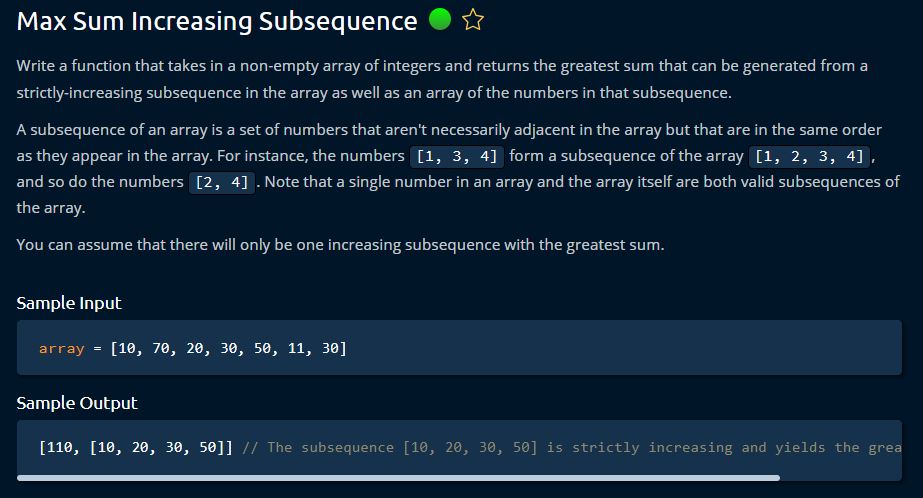 Max Sum Increasing Subsequence
Write a function that takes in a non-empty array of integers and returns the greatest sum that can be generated from a
strictly-increasing subsequence in the array as well as an array of the numbers in that subsequence.
A subsequence of an array is a set of numbers that aren't necessarily adjacent in the array but that are in the same order
as they appear in the array. For instance, the numbers [1, 3, 4] form a subsequence of the array [1, 2, 3, 4] ,
and so do the numbers [2, 4] . Note that a single number in an array and the array itself are both valid subsequences of
the array.
You can assume that there will only be one increasing subsequence with the greatest sum.
Sample Input
array = [10, 70, 20, 30, 50, 11, 30]
Sample Output
[110, [10, 20, 30, 50]] // The subsequence [10, 20, 30, 50] is strictly increasing and yields the grea